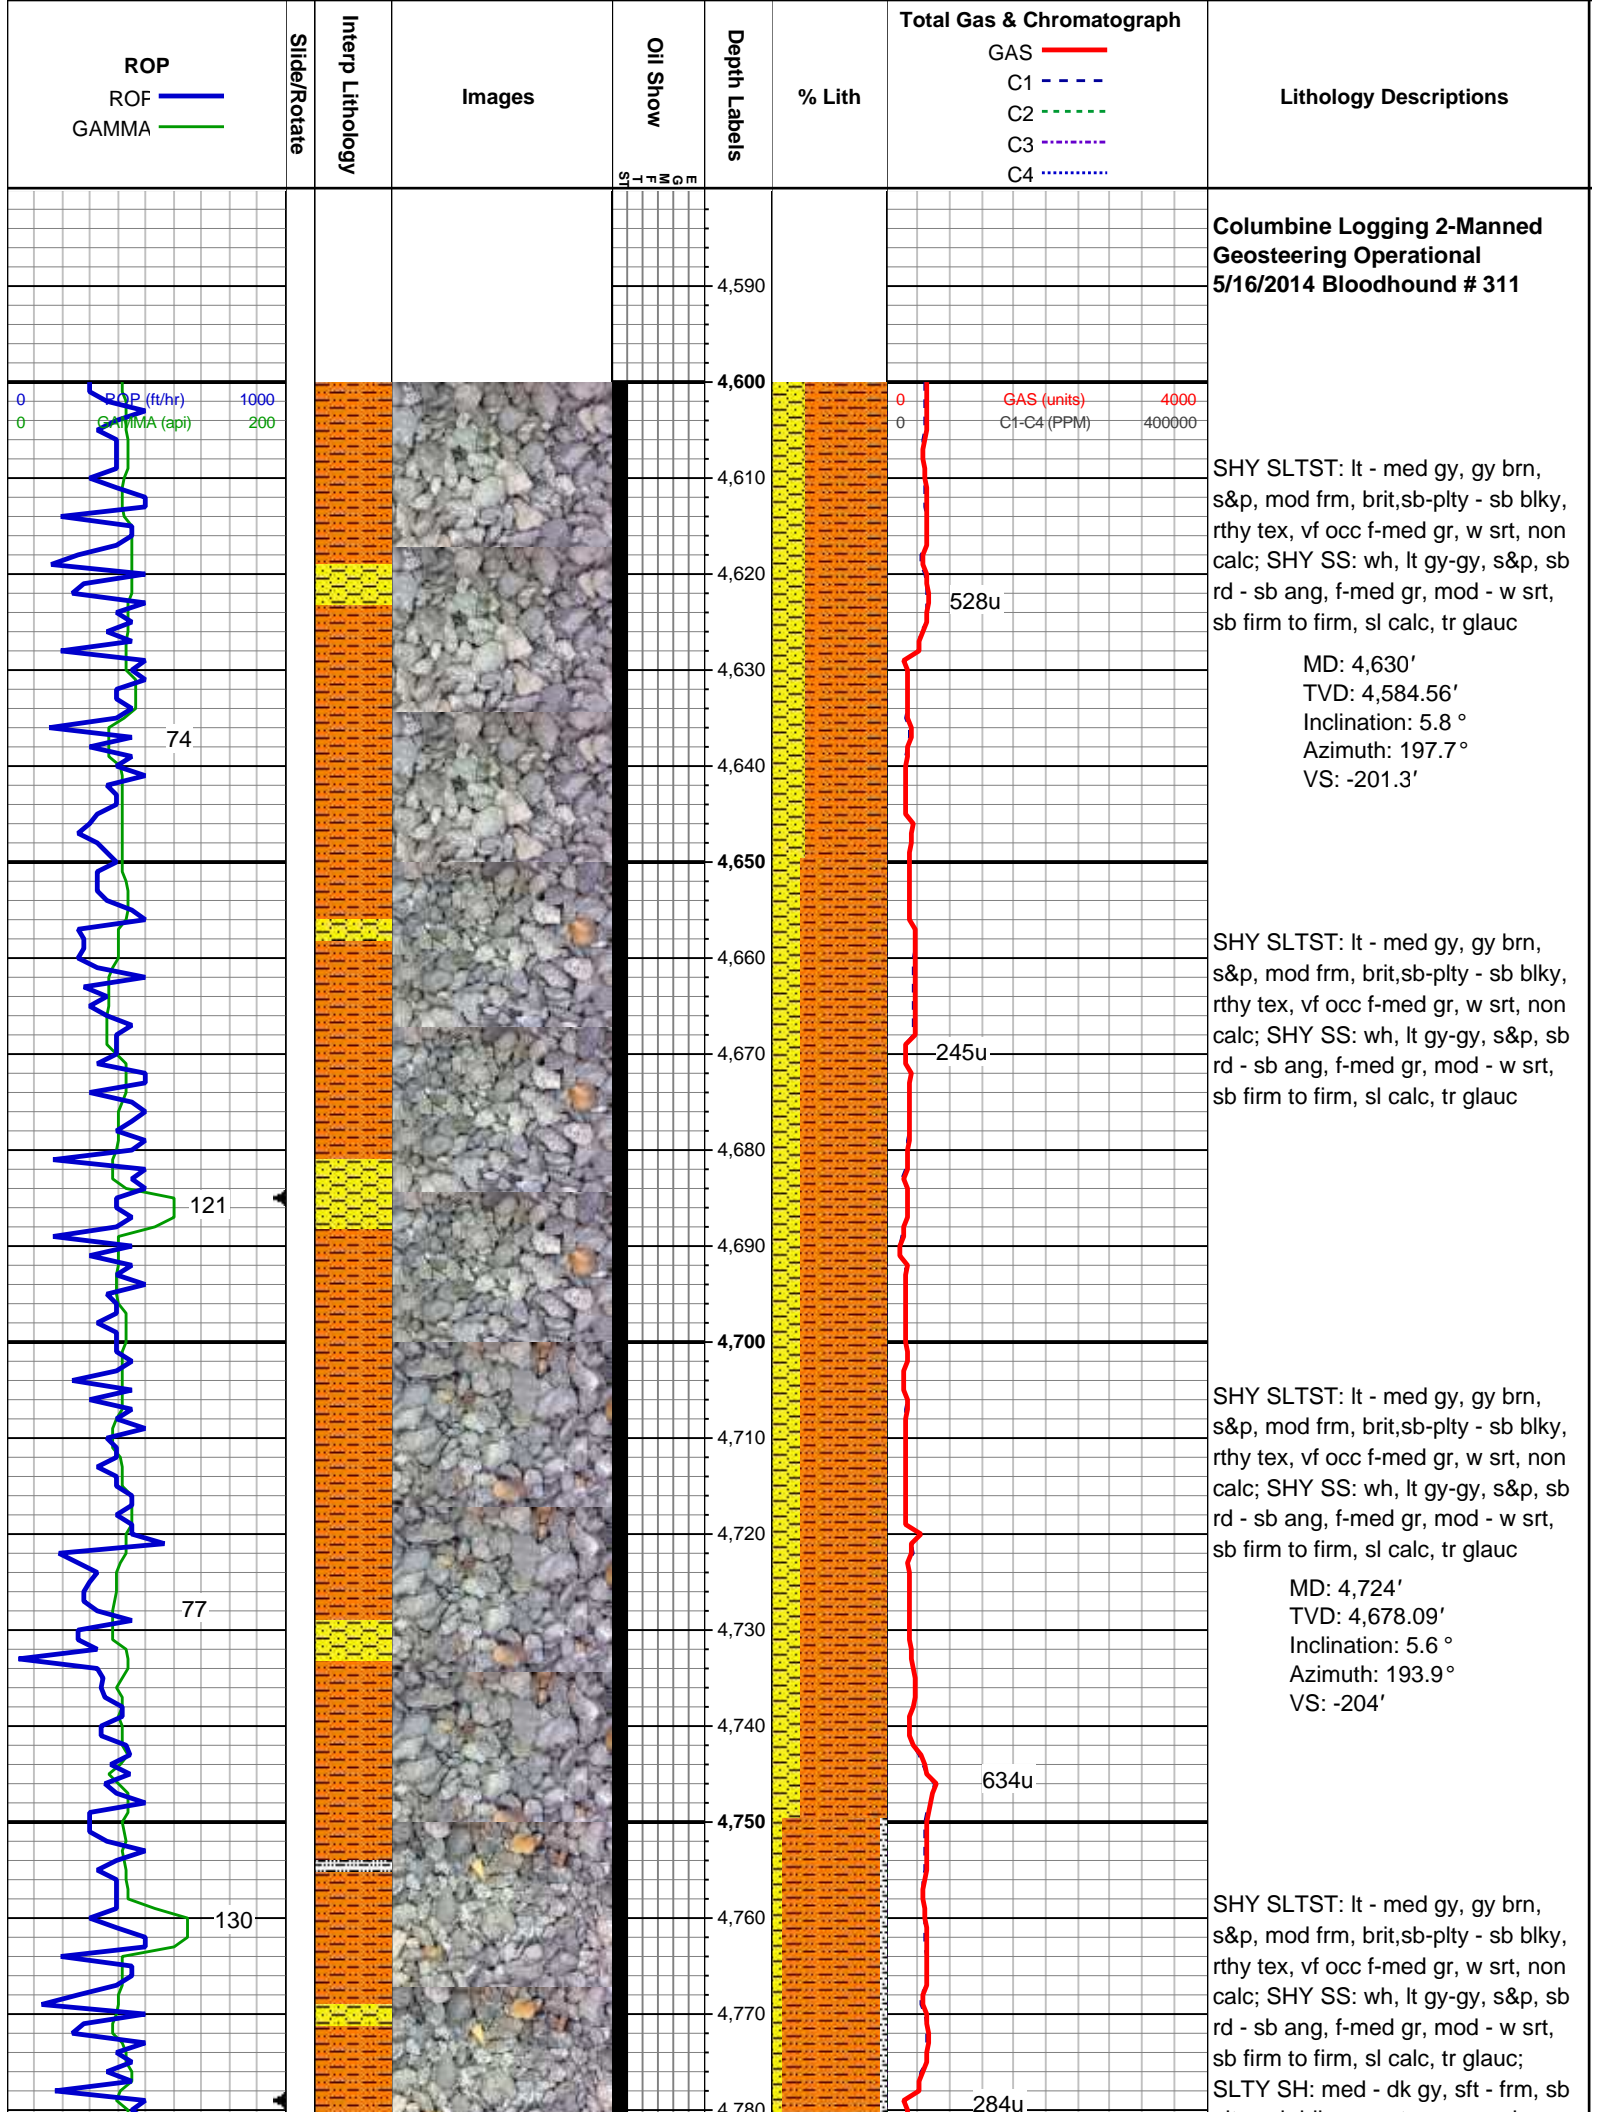 ROP
ROP
GAMMA
Slide/Rotate
Interp Lithology
Images
Oil Show
ST T F M G E
Depth Labels
% Lith
Total Gas & Chromatograph
GAS
C1
C2
C3
C4
Lithology Descriptions
Columbine Logging 2-Manned
Geosteering Operational
5/16/2014 Bloodhound # 311
4,590
4,600
0 ROP (ft/hr) 1000
0 GAMMA (api) 200
0 GAS (units) 4000
0 C1-C4 (PPM) 400000
4,610
SHY SLTST: lt - med gy, gy brn,
s&p, mod frm, brit,sb-plty - sb blky,
rthy tex, vf occ f-med gr, w srt, non
calc; SHY SS: wh, lt gy-gy, s&p, sb
rd - sb ang, f-med gr, mod - w srt,
sb firm to firm, sl calc, tr glauc
4,620
528u
4,630
MD: 4,630′
TVD: 4,584.56′
Inclination: 5.8 °
Azimuth: 197.7°
VS: -201.3′
74
4,640
4,650
4,660
SHY SLTST: lt - med gy, gy brn,
s&p, mod frm, brit,sb-plty - sb blky,
rthy tex, vf occ f-med gr, w srt, non
calc; SHY SS: wh, lt gy-gy, s&p, sb
rd - sb ang, f-med gr, mod - w srt,
sb firm to firm, sl calc, tr glauc
4,670
245u
4,680
121
4,690
4,700
4,710
SHY SLTST: lt - med gy, gy brn,
s&p, mod frm, brit,sb-plty - sb blky,
rthy tex, vf occ f-med gr, w srt, non
calc; SHY SS: wh, lt gy-gy, s&p, sb
rd - sb ang, f-med gr, mod - w srt,
sb firm to firm, sl calc, tr glauc
4,720
MD: 4,724′
TVD: 4,678.09′
Inclination: 5.6 °
Azimuth: 193.9°
VS: -204′
77
4,730
4,740
634u
4,750
4,760
130
SHY SLTST: lt - med gy, gy brn,
s&p, mod frm, brit,sb-plty - sb blky,
rthy tex, vf occ f-med gr, w srt, non
calc; SHY SS: wh, lt gy-gy, s&p, sb
rd - sb ang, f-med gr, mod - w srt,
sb firm to firm, sl calc, tr glauc;
SLTY SH: med - dk gy, sft - frm, sb
4,770
4,780
284u